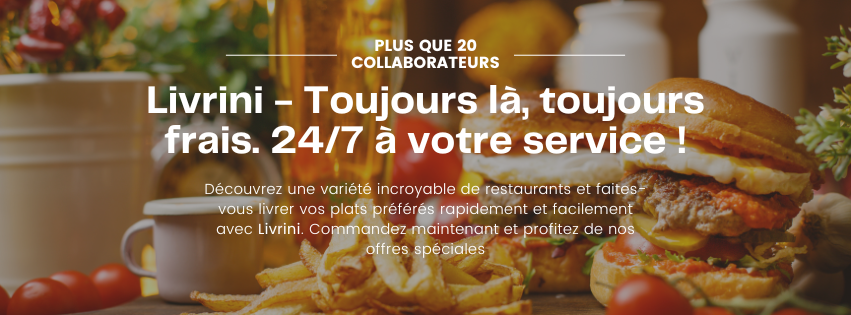 PLUS QUE 20
COLLABORATEURS
Livrini – Toujours là, toujours
frais. 24/7 à votre service !
Découvrez une variété incroyable de restaurants et faites-
vous livrer vos plats préférés rapidement et facilement
avec Livrini. Commandez maintenant et profitez de nos
offres spéciales